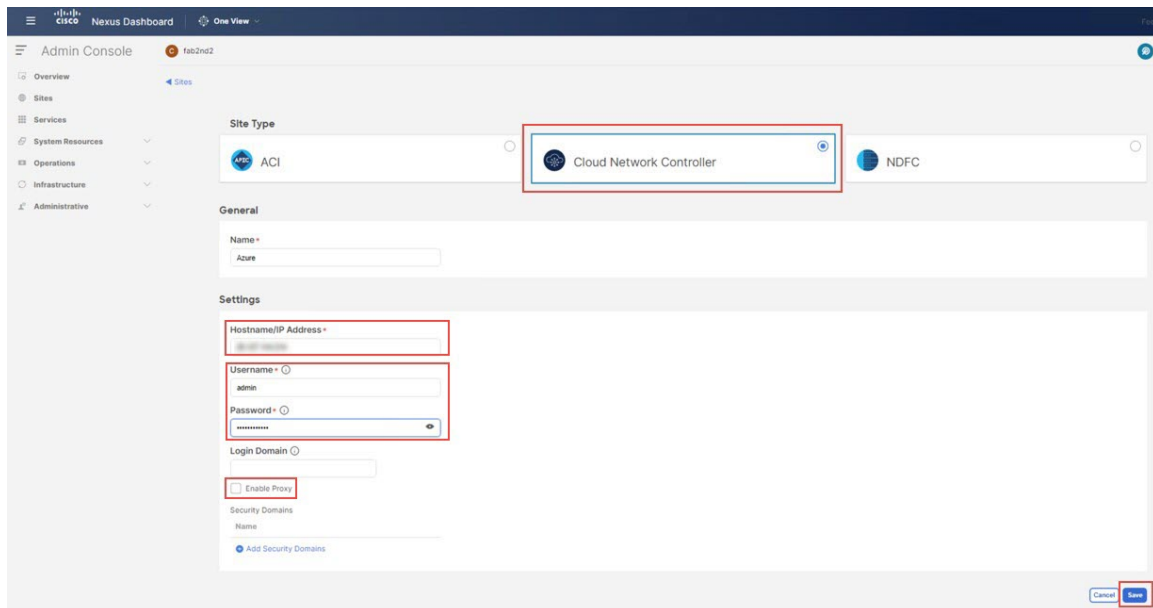 cisco Nexus Dashboard One View
Admin Console
C fab2nd2
Overview
Sites
Sites
Services
System Resources
Operations
Infrastructure
Administrative
Site Type
APIC ACI
Cloud Network Controller
NDFC
General
Name*
Azure
Settings
Hostname/IP Address*
Username*
admin
Password*
••••••••••••
Login Domain
Enable Proxy
Security Domains
Name
Add Security Domains
Cancel Save